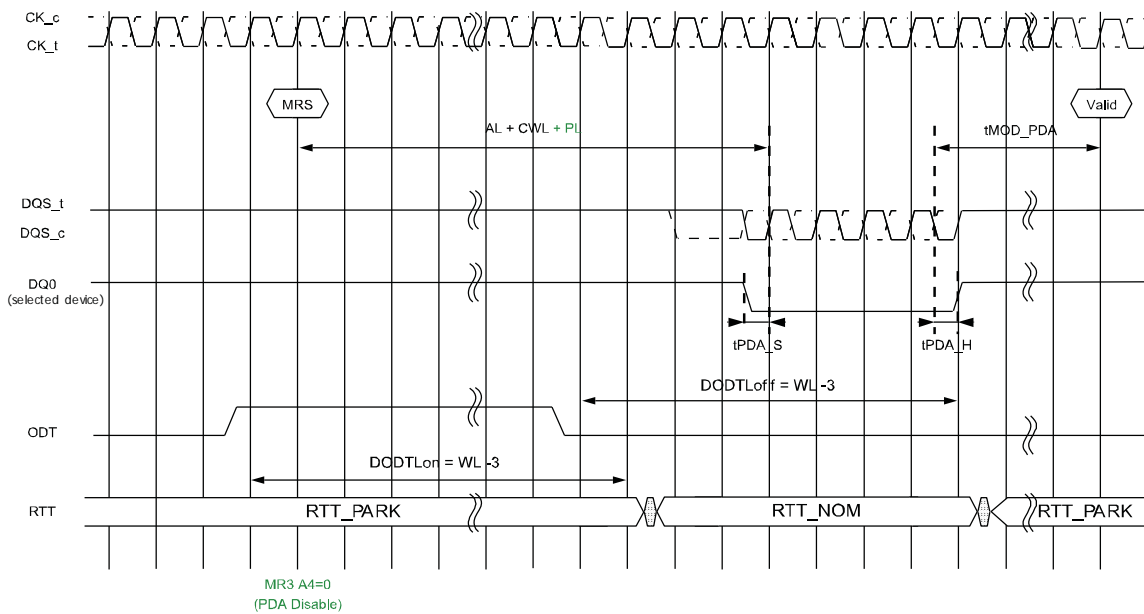 CK_c
CK_t
MRS
Valid
AL + CWL + PL
tMOD_PDA
DQS_t
DQS_c
DQ0
(selected device)
tPDA_S
tPDA_H
DODTLoff = WL -3
ODT
DODTLon = WL -3
RTT
RTT_PARK
RTT_NOM
RTT_PARK
MR3 A4=0
(PDA Disable)